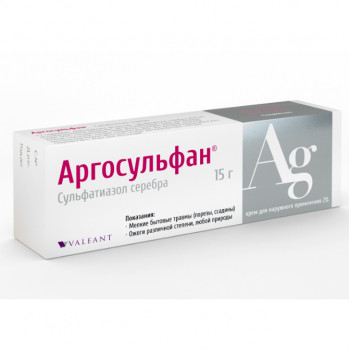 Аргосульфан®
Сульфатиазол серебра
15 г
Показания:
• Мелкие бытовые травмы (порезы, ссадины)
• Ожоги различной степени, любой природы
VALEANT
Ag
крем для наружного применения 2%